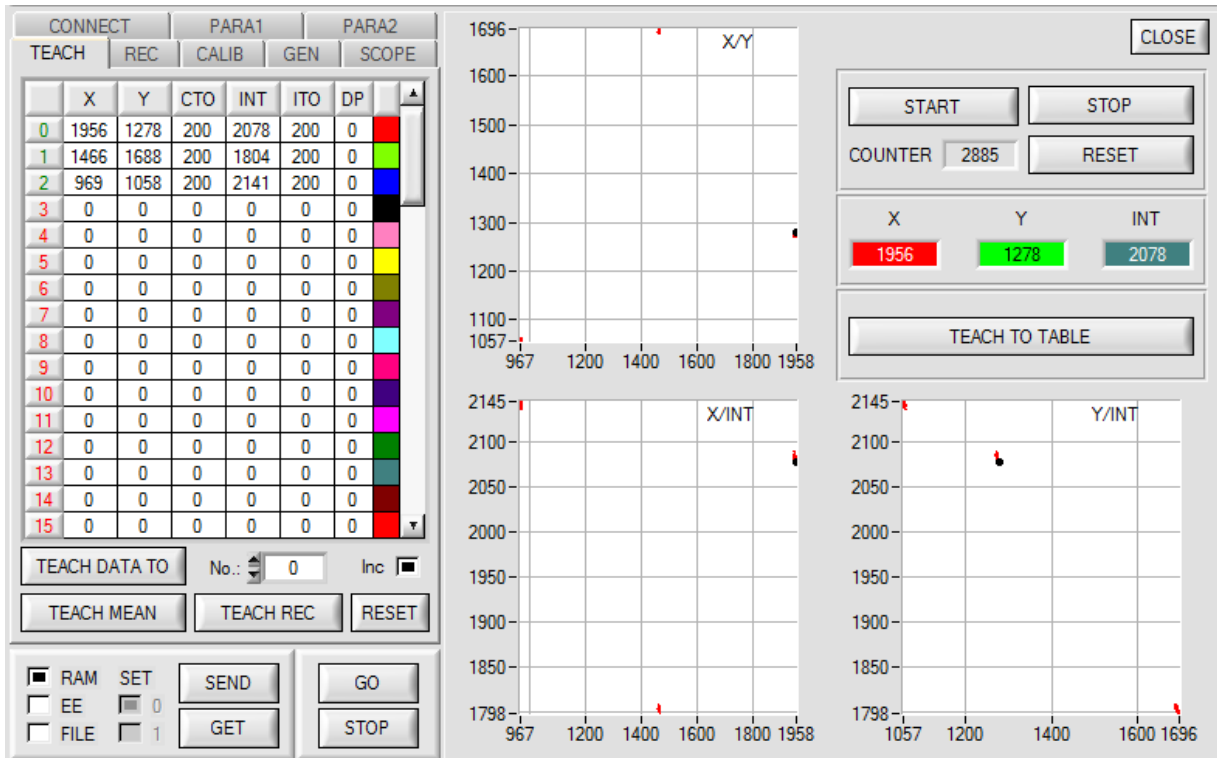 CONNECT PARA1 PARA2
TEACH REC CALIB GEN SCOPE
X Y CTO INT ITO DP
0 1956 1278 200 2078 200 0
1 1466 1688 200 1804 200 0
2 969 1058 200 2141 200 0
3 0 0 0 0 0 0
4 0 0 0 0 0 0
5 0 0 0 0 0 0
6 0 0 0 0 0 0
7 0 0 0 0 0 0
8 0 0 0 0 0 0
9 0 0 0 0 0 0
10 0 0 0 0 0 0
11 0 0 0 0 0 0
12 0 0 0 0 0 0
13 0 0 0 0 0 0
14 0 0 0 0 0 0
15 0 0 0 0 0 0
TEACH DATA TO No.: 0 Inc
TEACH MEAN TEACH REC RESET
RAM SET SEND GO
EE 0
FILE 1 GET STOP
X/Y
1696
1600
1500
1400
1300
1200
1100
1057
967 1200 1400 1600 1800 1958
CLOSE
START STOP
COUNTER 2885 RESET
X Y INT
1956 1278 2078
TEACH TO TABLE
X/INT
2145
2100
2050
2000
1950
1900
1850
1798
967 1200 1400 1600 1800 1958
Y/INT
2145
2100
2050
2000
1950
1900
1850
1798
1057 1200 1400 1600 1696